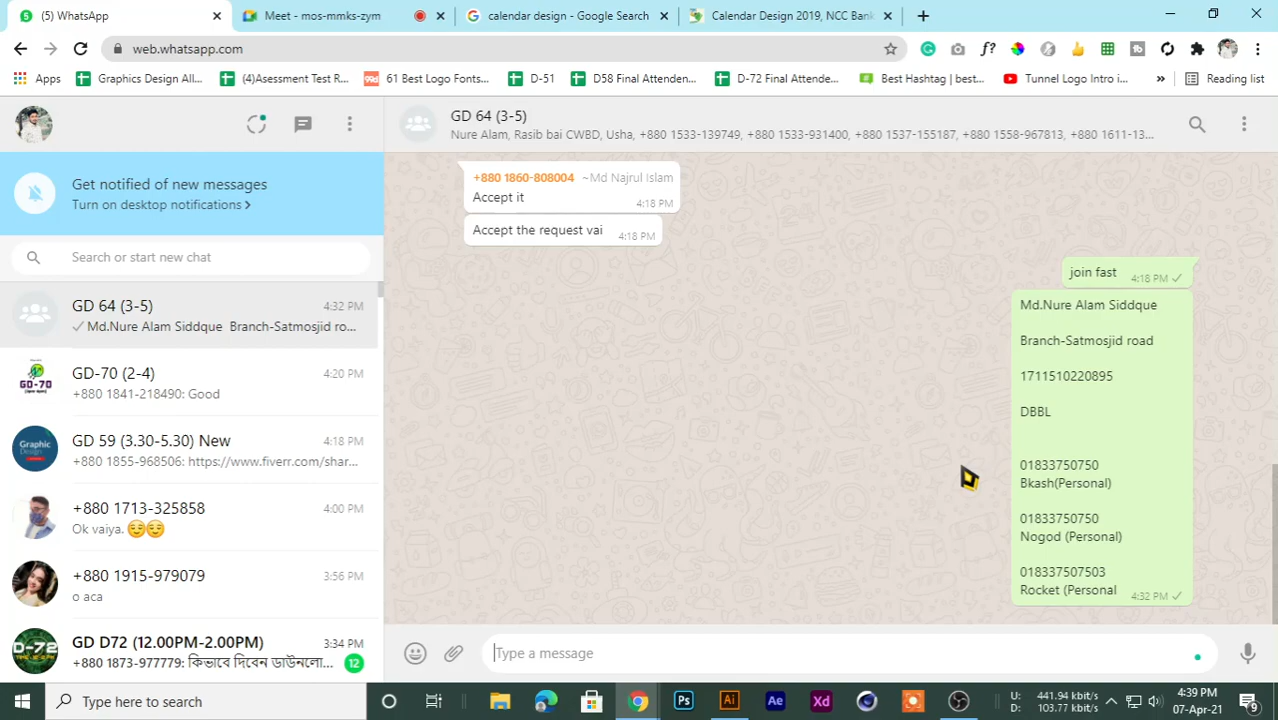 (5) WhatsApp
Meet - mos-mmks-zym
calendar design - Google Search
Calendar Design 2019, NCC Bank
web.whatsapp.com
Apps
Graphics Design All...
(4)Asessment Test R...
99d
61 Best Logo Fonts...
D-51
D58 Final Attenden...
D-72 Final Attende...
Best Hashtag | best...
Tunnel Logo Intro i...
»
Reading list
GD 64 (3-5)
Nure Alam, Rasib bai CWBD, Usha, +880 1533-139749, +880 1533-931400, +880 1537-155187, +880 1558-967813, +880 1611-13...
Get notified of new messages
Turn on desktop notifications >
Search or start new chat
GD 64 (3-5)
4:32 PM
Md.Nure Alam Siddque Branch-Satmosjid ro...
GD-70
GD-70 (2-4)
4:20 PM
+880 1841-218490: Good
Graphic
GD 59 (3.30-5.30) New
4:18 PM
+880 1855-968506: https://www.fiverr.com/shar...
+880 1713-325858
4:00 PM
Ok vaiya. 😌😌
+880 1915-979079
3:56 PM
o aca
D-72
GD D72 (12.00PM-2.00PM)
3:34 PM
+880 1873-977779: কিভাবে দিবেন ডাউনলো...
12
+880 1860-808004 ~Md Najrul Islam
Accept it
4:18 PM
Accept the request vai
4:18 PM
join fast
4:18 PM
Md.Nure Alam Siddque
Branch-Satmosjid road
1711510220895
DBBL
01833750750
Bkash(Personal)
01833750750
Nogod (Personal)
018337507503
Rocket (Personal
4:32 PM
Type a message
Type here to search
Ps
Ai
Ae
Xd
U: 441.94 kbit/s
D: 103.77 kbit/s
4:39 PM
07-Apr-21
9